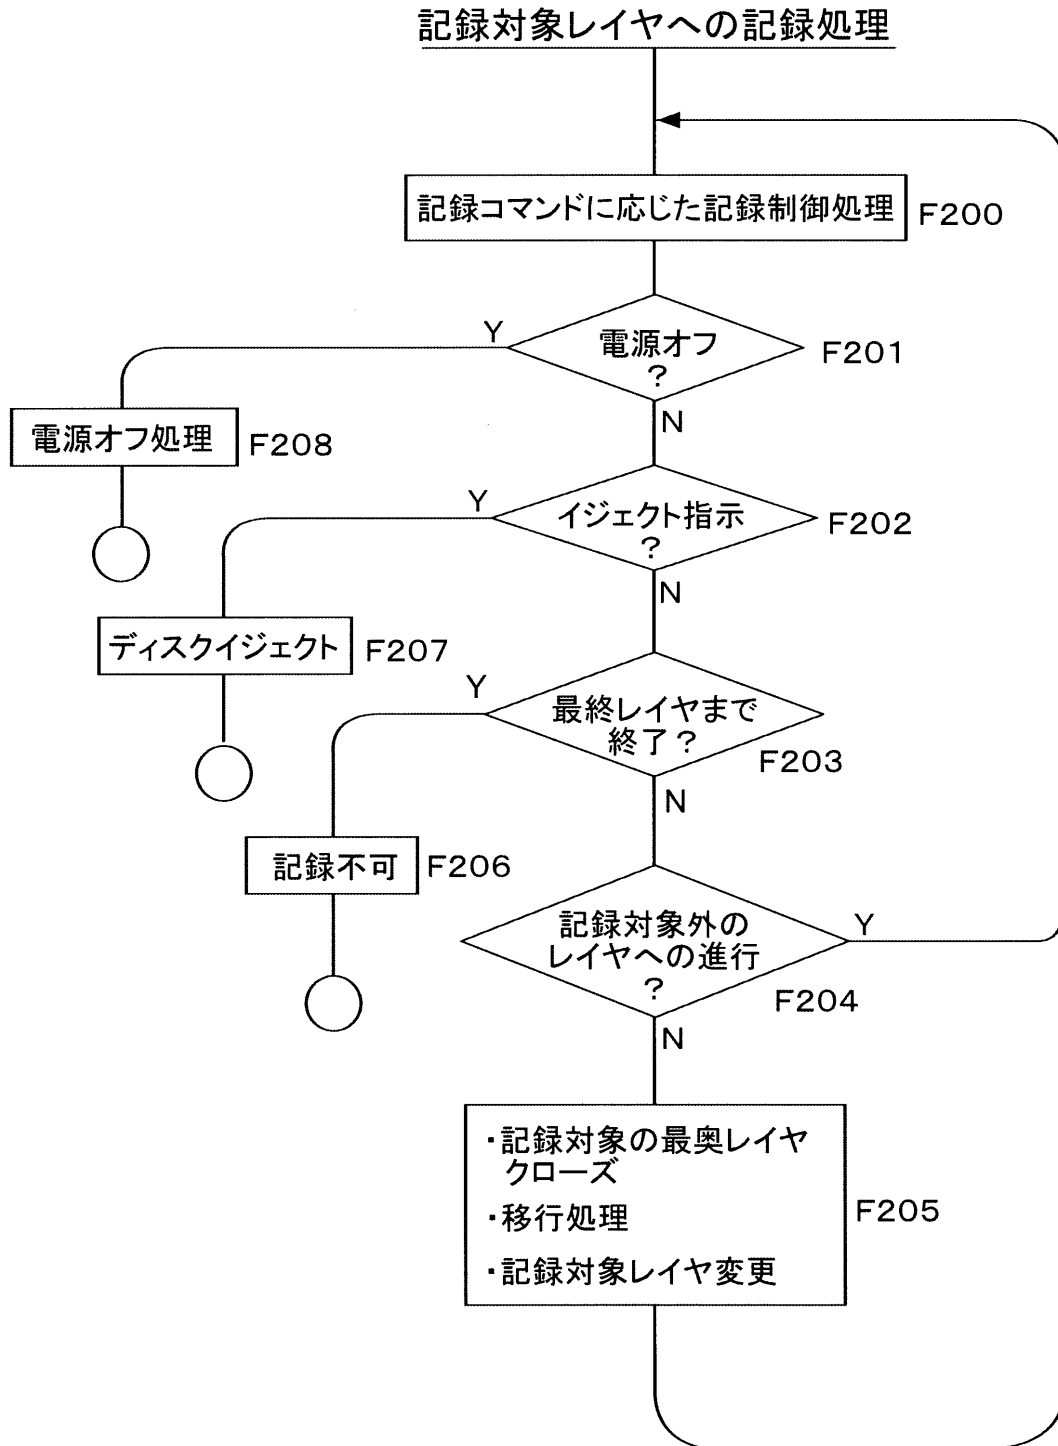 記録対象レイヤへの記録処理
記録コマンドに応じた記録制御処理
F200
Y
電源オフ
?
F201
N
電源オフ処理
F208
Y
イジェクト指示
?
F202
N
ディスクイジェクト
F207
Y
最終レイヤまで
終了?
F203
N
記録不可
F206
記録対象外の
レイヤへの進行
?
Y
F204
N
・記録対象の最奥レイヤ
クローズ
・移行処理
・記録対象レイヤ変更
F205